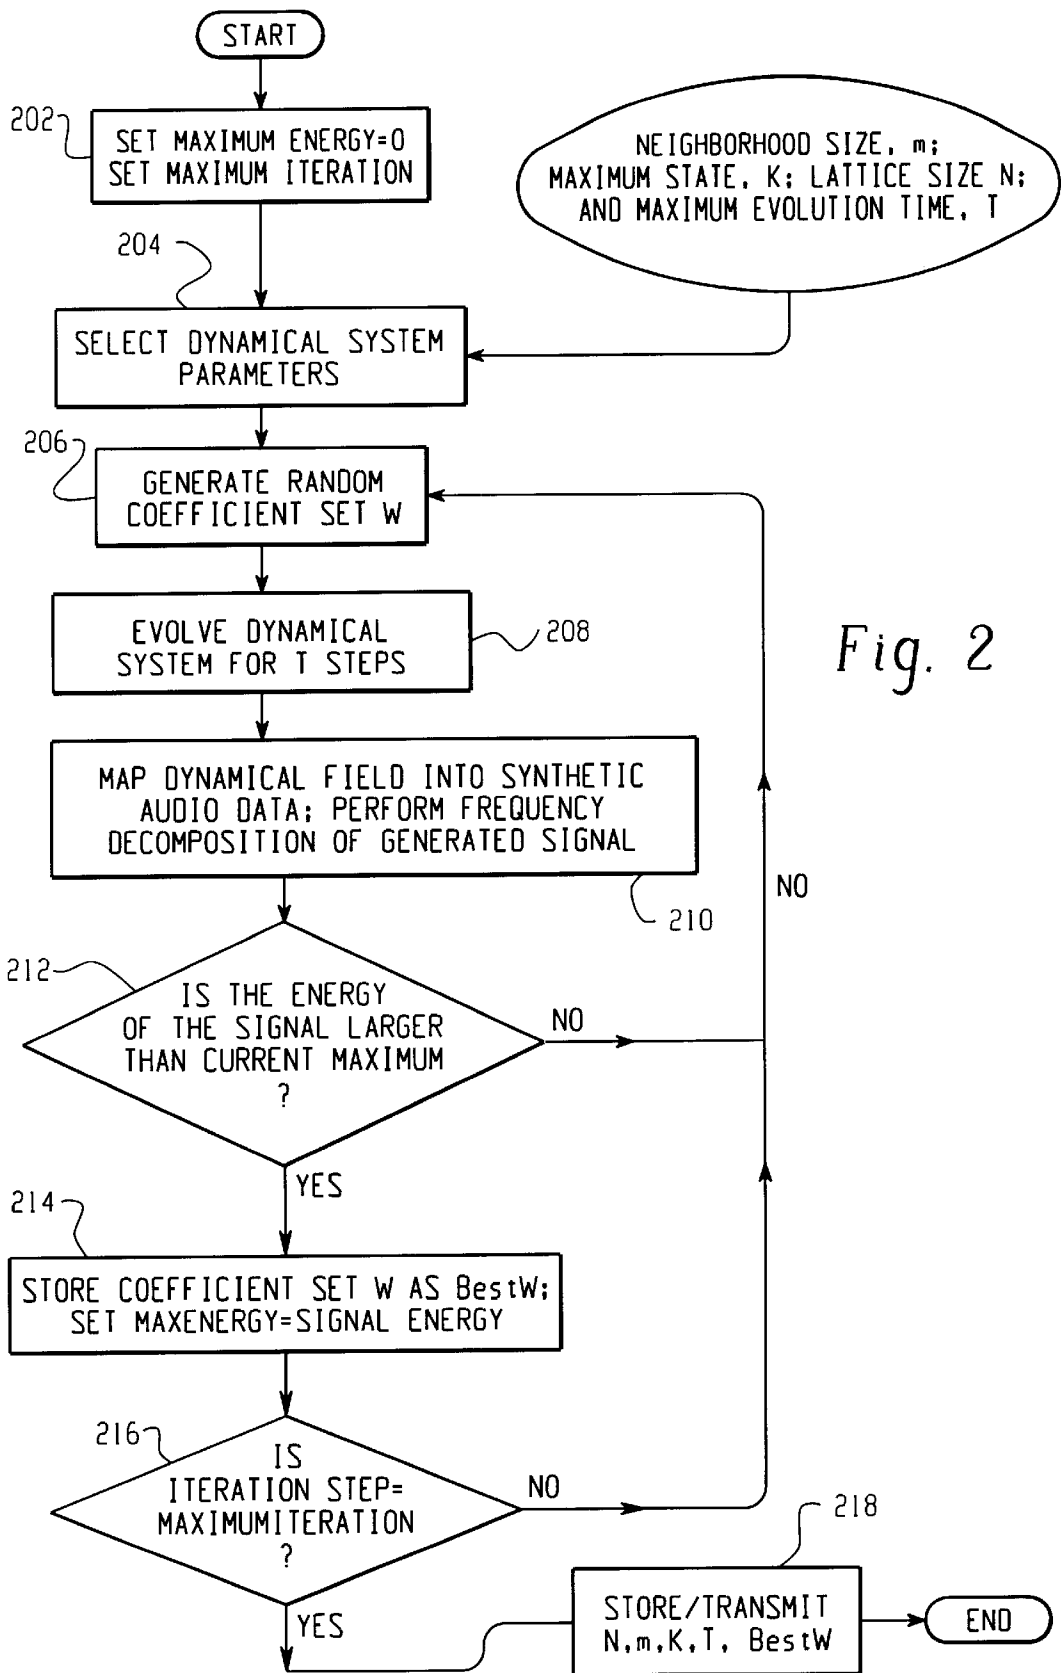 START
202
SET MAXIMUM ENERGY=0
SET MAXIMUM ITERATION
NEIGHBORHOOD SIZE, m;
MAXIMUM STATE, K; LATTICE SIZE N;
AND MAXIMUM EVOLUTION TIME, T
204
SELECT DYNAMICAL SYSTEM
PARAMETERS
206
GENERATE RANDOM
COEFFICIENT SET W
EVOLVE DYNAMICAL
SYSTEM FOR T STEPS
208
Fig. 2
MAP DYNAMICAL FIELD INTO SYNTHETIC
AUDIO DATA; PERFORM FREQUENCY
DECOMPOSITION OF GENERATED SIGNAL
210
NO
212
IS THE ENERGY
OF THE SIGNAL LARGER
THAN CURRENT MAXIMUM
?
NO
YES
214
STORE COEFFICIENT SET W AS BestW;
SET MAXENERGY=SIGNAL ENERGY
216
IS
ITERATION STEP=
MAXIMUMITERATION
?
NO
YES
218
STORE/TRANSMIT
N,m,K,T, BestW
END